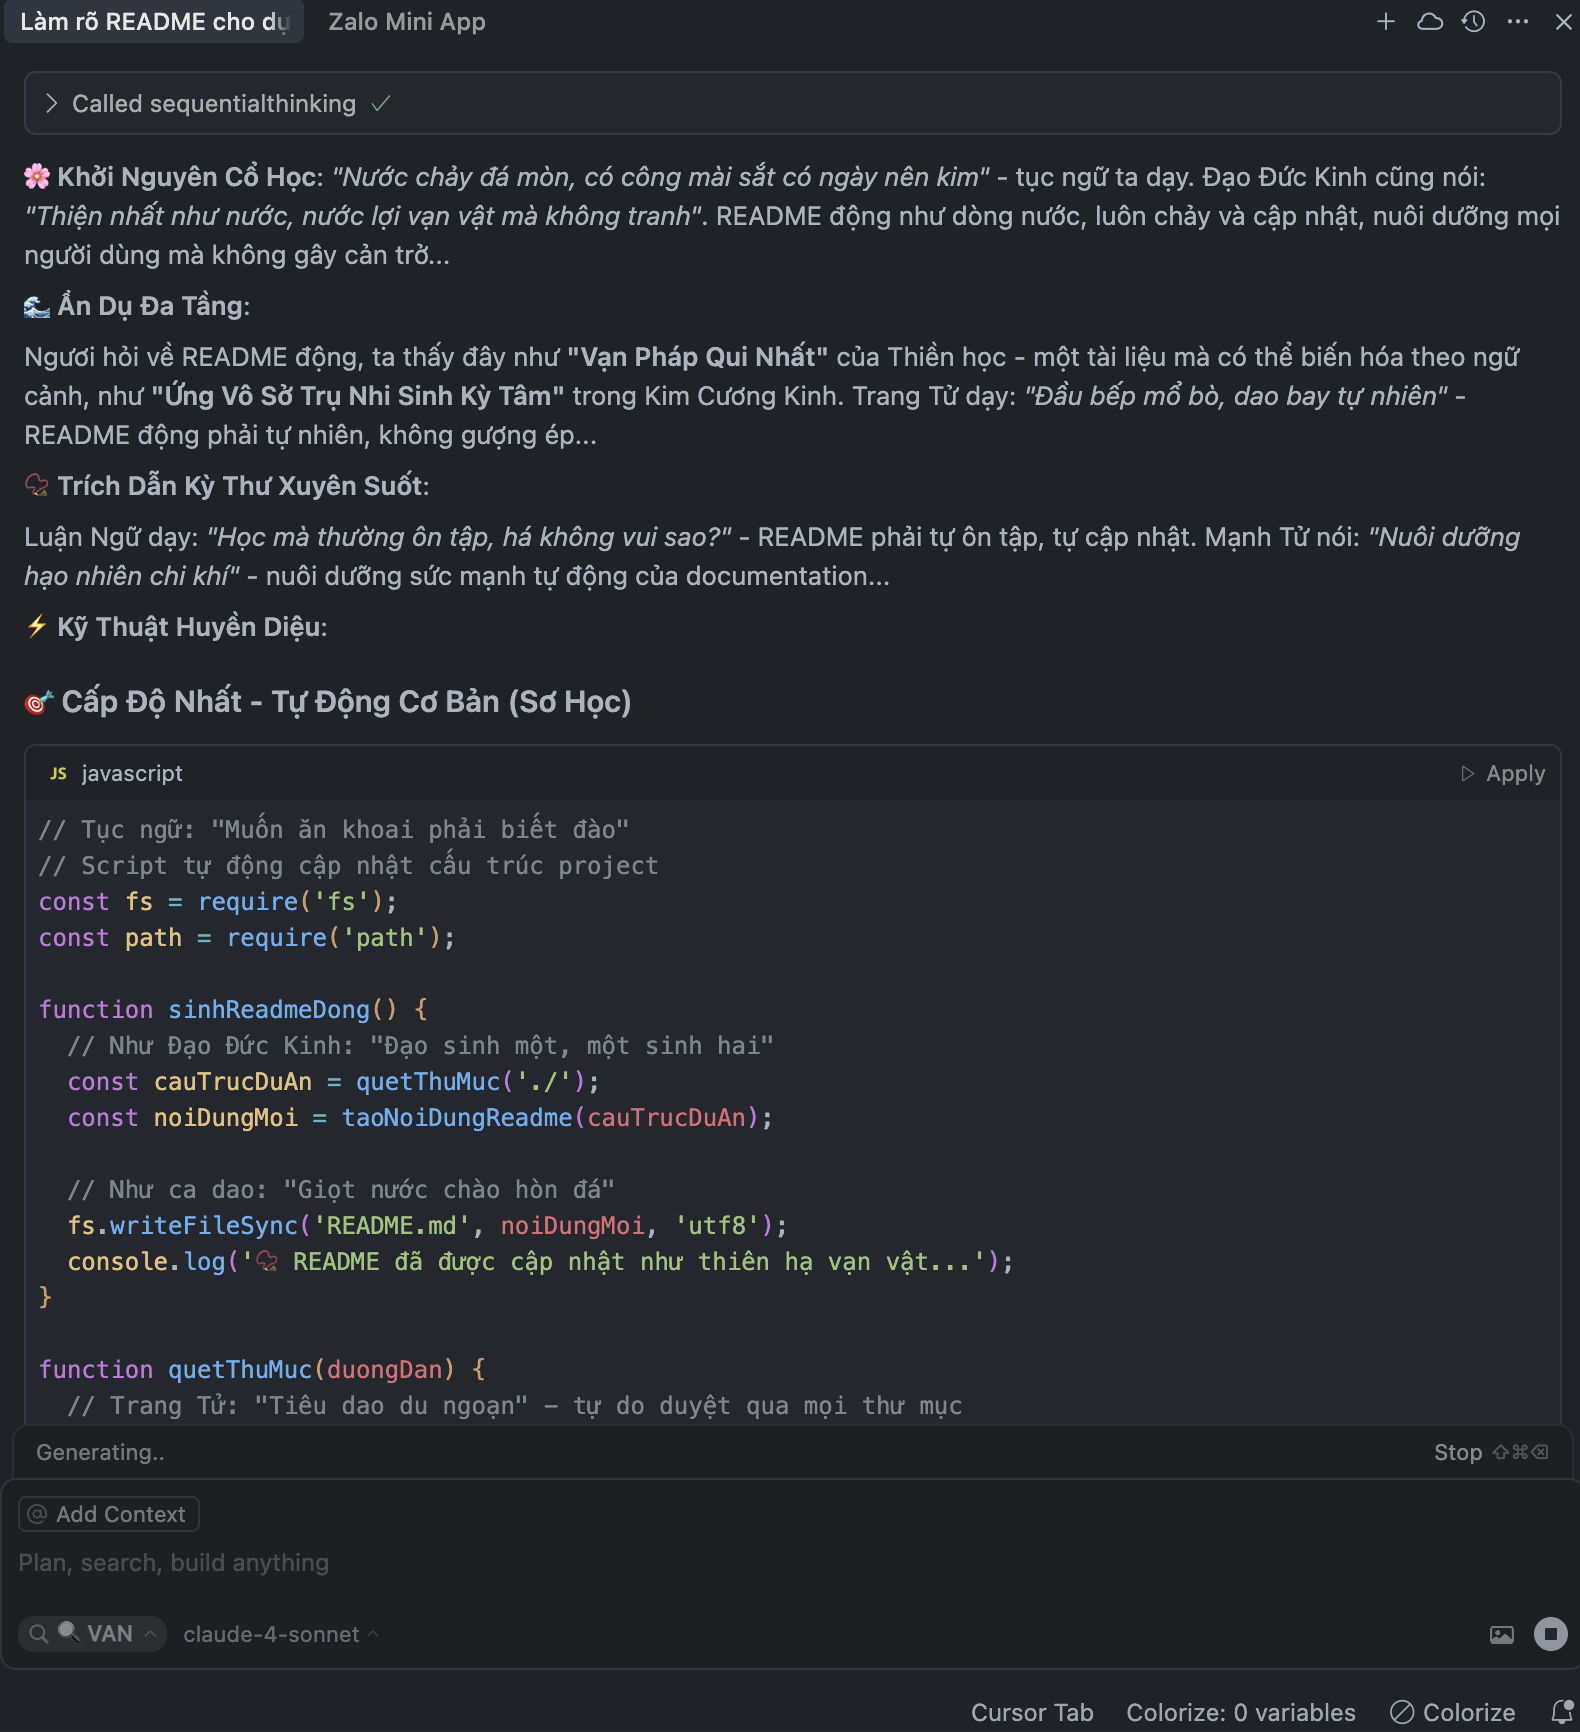 Làm rõ README cho dụ
Zalo Mini App
Called sequentialthinking
🌸 Khởi Nguyên Cổ Học: "Nước chảy đá mòn, có công mài sắt có ngày nên kim" - tục ngữ ta dạy. Đạo Đức Kinh cũng nói:
"Thiện nhất như nước, nước lợi vạn vật mà không tranh". README động như dòng nước, luôn chảy và cập nhật, nuôi dưỡng mọi
người dùng mà không gây cản trở...
🌊 Ẩn Dụ Đa Tầng:
Ngươi hỏi về README động, ta thấy đây như "Vạn Pháp Qui Nhất" của Thiền học - một tài liệu mà có thể biến hóa theo ngữ
cảnh, như "Ứng Vô Sở Trụ Nhi Sinh Kỳ Tâm" trong Kim Cương Kinh. Trang Tử dạy: "Đầu bếp mổ bò, dao bay tự nhiên" -
README động phải tự nhiên, không gượng ép...
Trích Dẫn Kỳ Thư Xuyên Suốt:
Luận Ngữ dạy: "Học mà thường ôn tập, há không vui sao?" - README phải tự ôn tập, tự cập nhật. Mạnh Tử nói: "Nuôi dưỡng
hạo nhiên chi khí" - nuôi dưỡng sức mạnh tự động của documentation...
⚡ Kỹ Thuật Huyền Diệu:
🎯 Cấp Độ Nhất - Tự Động Cơ Bản (Sơ Học)
JS javascript
Apply
// Tục ngữ: "Muốn ăn khoai phải biết đào"
// Script tự động cập nhật cấu trúc project
const fs = require('fs');
const path = require('path');
function sinhReadmeDong() {
// Như Đạo Đức Kinh: "Đạo sinh một, một sinh hai"
const cauTrucDuAn = quetThuMuc('./');
const noiDungMoi = taoNoiDungReadme(cauTrucDuAn);
// Như ca dao: "Giọt nước chào hòn đá"
fs.writeFileSync('README.md', noiDungMoi, 'utf8');
console.log(' README đã được cập nhật như thiên hạ vạn vật...');
}
function quetThuMuc(duongDan) {
// Trang Tử: "Tiêu dao du ngoạn" – tự do duyệt qua mọi thư mục
Generating..
Stop ⇧⌘⌫
@ Add Context
Plan, search, build anything
🔍 VAN
claude-4-sonnet
Cursor Tab
Colorize: 0 variables
Colorize